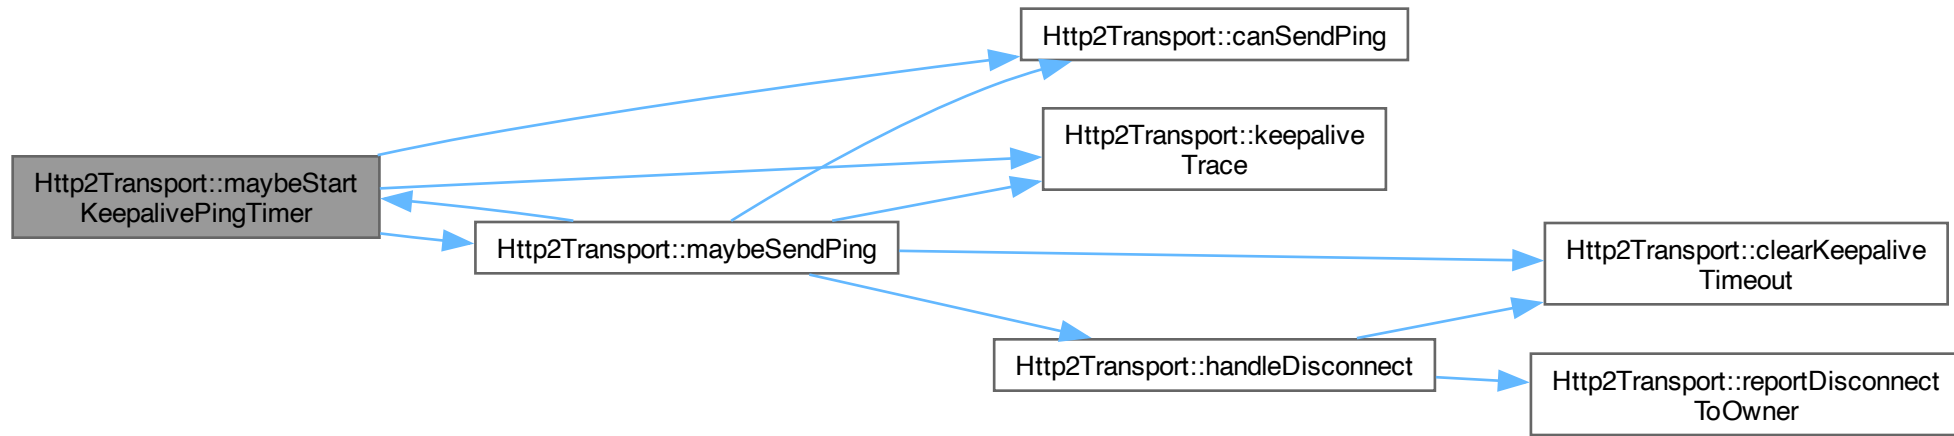 Http2Transport::canSendPing
Http2Transport::keepalive
Trace
Http2Transport::maybeStart
KeepalivePingTimer
Http2Transport::maybeSendPing
Http2Transport::clearKeepalive
Timeout
Http2Transport::handleDisconnect
Http2Transport::reportDisconnect
ToOwner